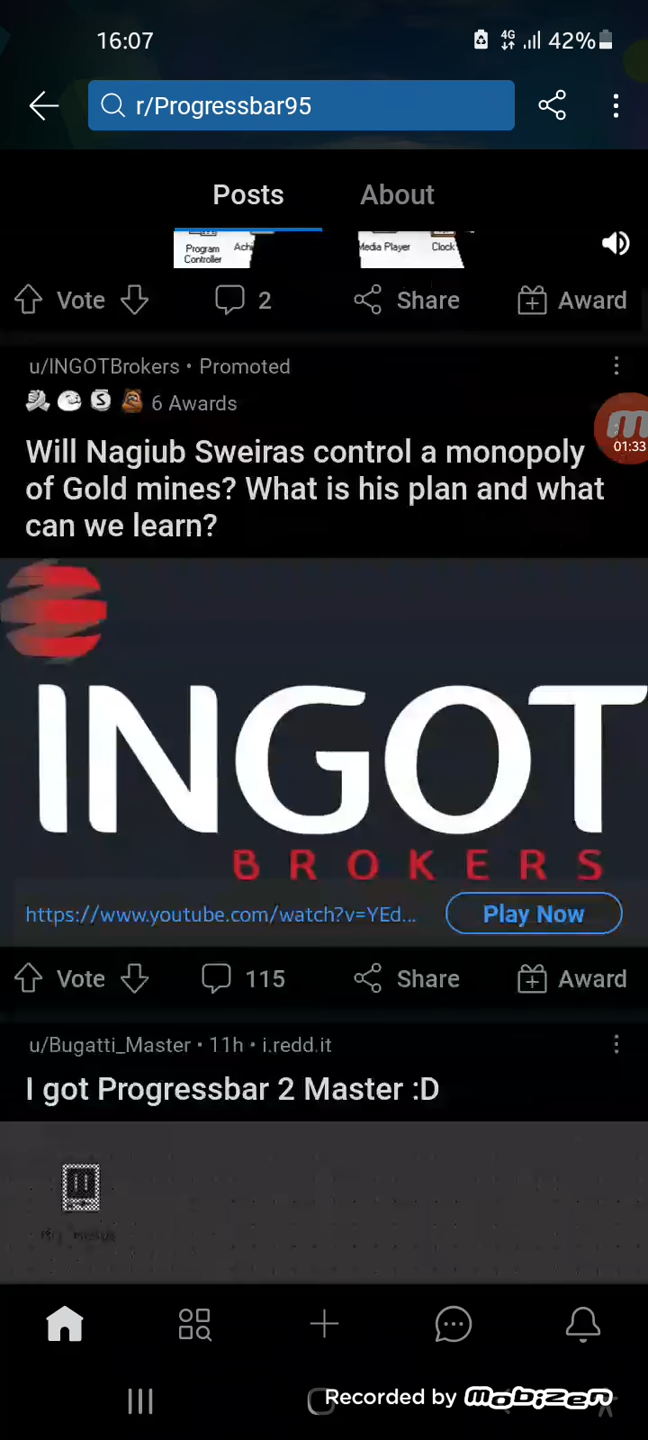 16:07
4G
42%
r/Progressbar95
Posts
About
Program
Controller
Achi
Media Player
Clock
Vote
2
Share
Award
u/INGOTBrokers • Promoted
6 Awards
01:33
Will Nagiub Sweiras control a monopoly
of Gold mines? What is his plan and what
can we learn?
INGOT
BROKERS
https://www.youtube.com/watch?v=YEd...
Play Now
Vote
115
Share
Award
u/Bugatti_Master • 11h • i.redd.it
I got Progressbar 2 Master :D
Recorded by mobizen